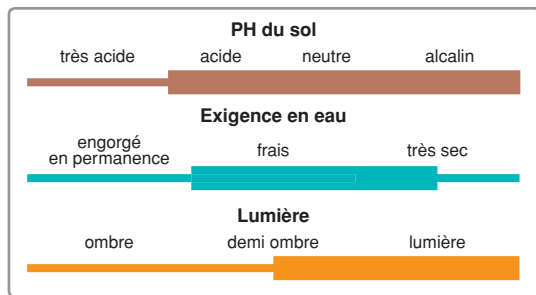 PH du sol
très acide acide neutre alcalin
Exigence en eau
engorgé
en permanence frais très sec
Lumière
ombre demi ombre lumière